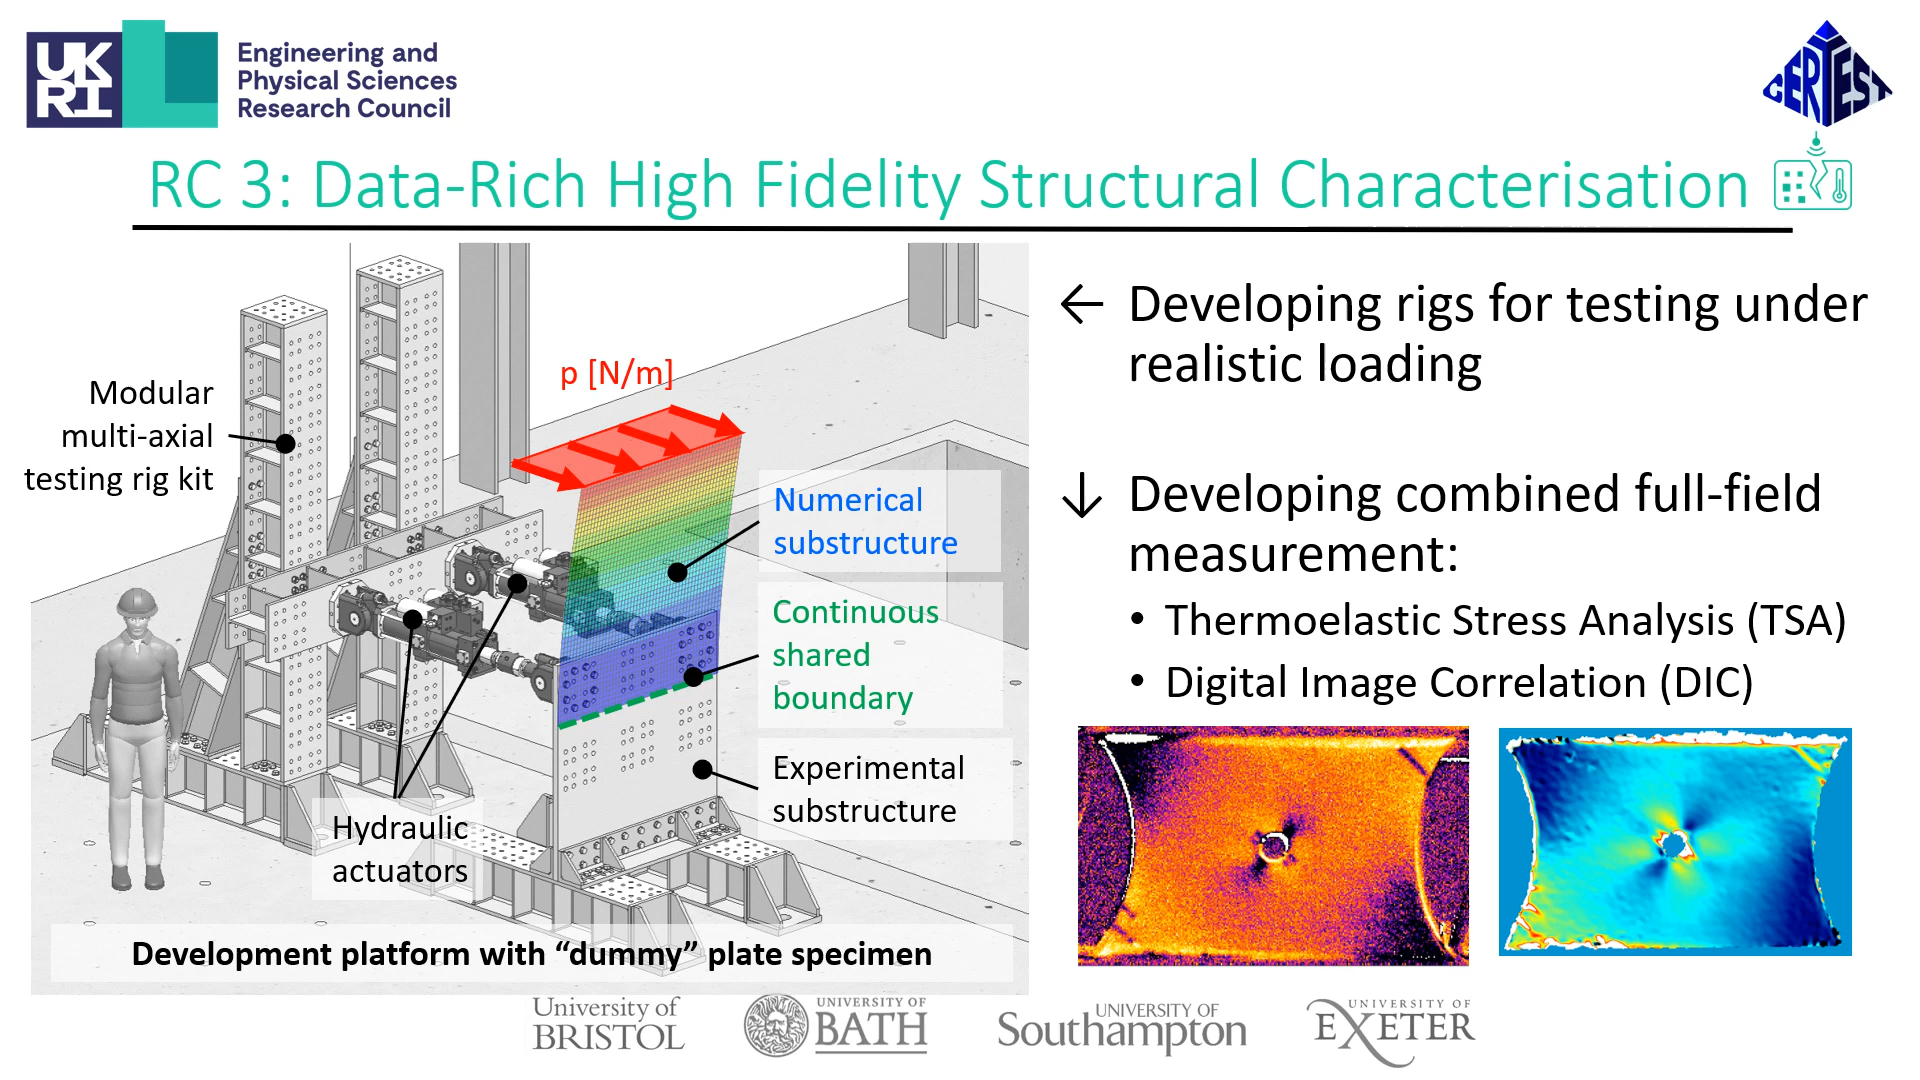 UK
RI
Engineering and
Physical Sciences
Research Council
CERTEST
RC 3: Data-Rich High Fidelity Structural Characterisation
Modular
multi-axial
testing rig kit
p [N/m]
Numerical
substructure
Continuous
shared
boundary
Experimental
substructure
Hydraulic
actuators
Development platform with “dummy” plate specimen
← Developing rigs for testing under
realistic loading
↓ Developing combined full-field
measurement:
• Thermoelastic Stress Analysis (TSA)
• Digital Image Correlation (DIC)
University of
BRISTOL
UNIVERSITY OF
BATH
UNIVERSITY OF
Southampton
UNIVERSITY OF
EXETER